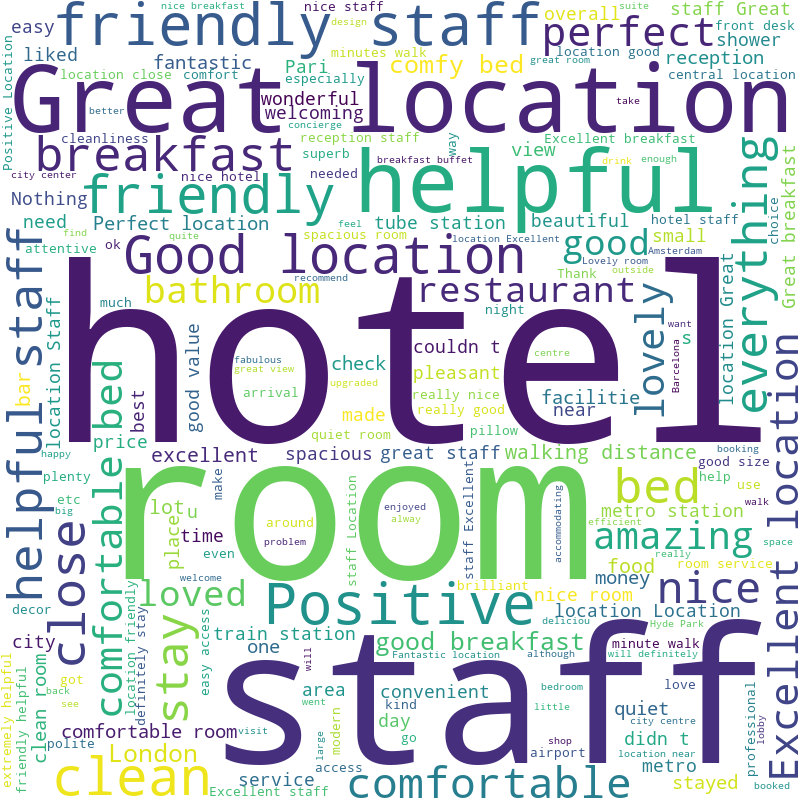 nice breakfast
nice staff
design
suite
staff Great
easy
friendly staff
overall
perfect
front desk
liked
fantastic
minutes walk
location good
great room
shower
location close
comfort
Pari
comfy bed
reception
central location
Positive Location
especially
Great location
better
wonderful
welcoming
take
cleanliness
concierge
reception staff
way
Excellent breakfast
breakfast
superb
breakfast buffet
view
drink
enough
city center
nice hotel
needed
helpful
everything
Great breakfast
Nothing
friendly
need
Perfect location
feel
tube station
beautiful
hotel staff
choice
find
quite
spacious room
location Excellent
good
small
Amsterdam
attentive
ok
Good location
Lovely room
Thank
outside
recommend
helpful staff
location Staff
much
bathroom
restaurant
night
lovely
want
s
location Great
hotel
couldn t
Barcelona
fabulous
great view
check
centre
pleasant
facilitie
near
bar
best
good value
arrival
upgraded
made
really nice
really good
price
quiet room
pillow
booking
happy
comfortable bed
excellent
spacious
great staff
walking distance
good size
plenty
make
bed
help
use
etc
big
lot
u
room
enjoyed
alway
accommodating
efficient
metro station
walk
close
place
time
around
problem
staff Location
staff Excellent
amazing
really
space
even
food
room service
welcome
brilliant
Excellent location
decor
loved
Positive
deliciou
nice room
money
nice
location friendly
definitely stay
stay
easy access
location Location
Hyde Park
city
train station
one
good breakfast
minute walk
extremely helpful
friendly helpful
clean room
got
back
see
will
Fantastic location
although
will definitely
area
convenient
staff
bedroom
love
professional
lobby
went
kind
little
quiet
city centre
comfortable room
visit
large
modern
day
go
shop
didn t
polite
London
access
airport
location near
clean
service
Excellent staff
comfortable
metro
stayed
booked